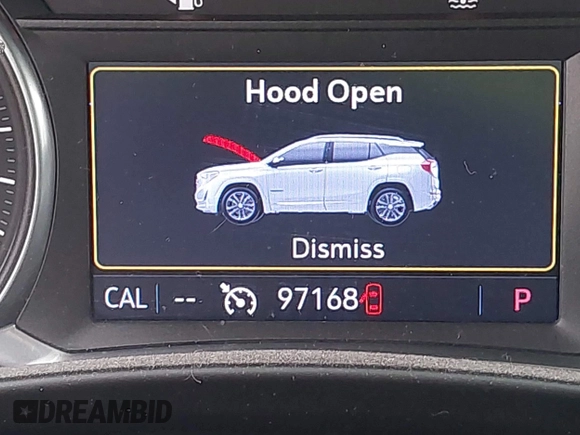 Hood Open
Dismiss
CAL -- 97168 P
DREAMBID